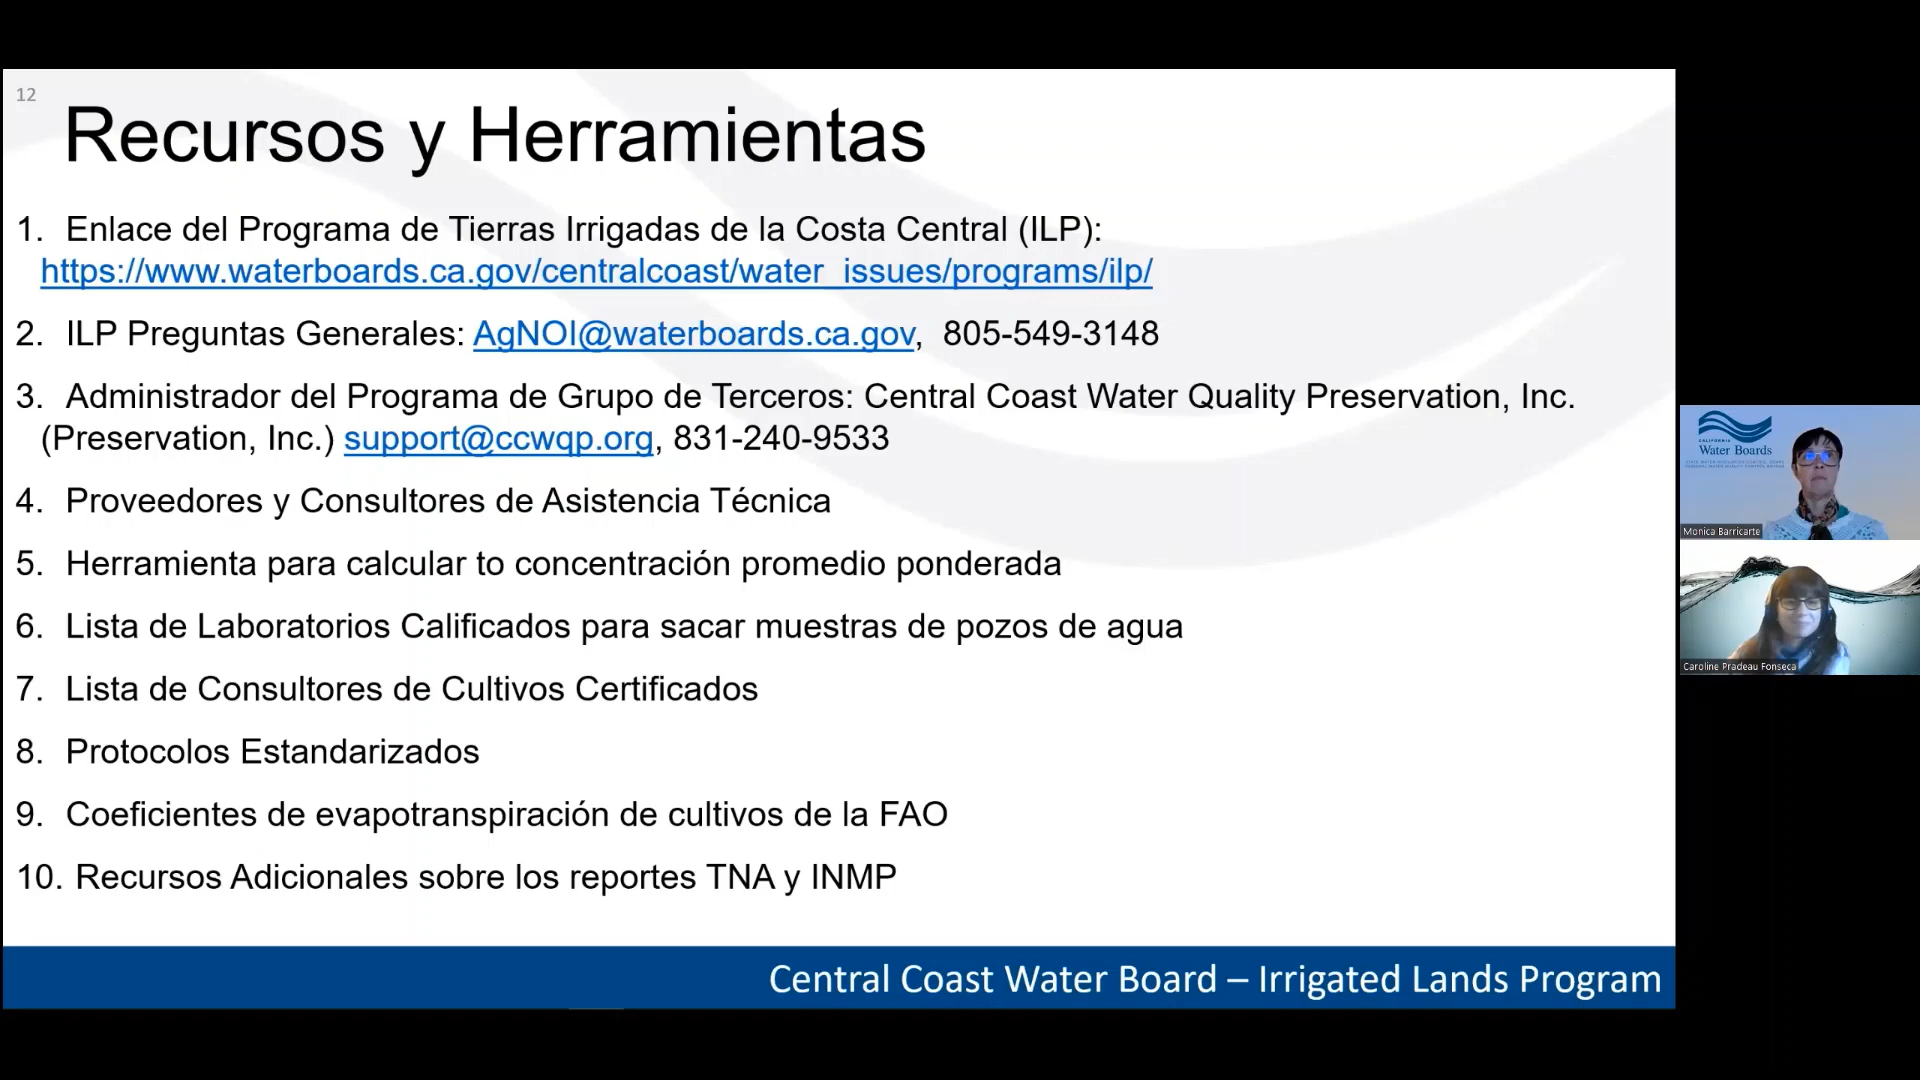 12
Recursos y Herramientas
1. Enlace del Programa de Tierras Irrigadas de la Costa Central (ILP):
https://www.waterboards.ca.gov/centralcoast/water_issues/programs/ilp/
2. ILP Preguntas Generales: AgNOI@waterboards.ca.gov, 805-549-3148
3. Administrador del Programa de Grupo de Terceros: Central Coast Water Quality Preservation, Inc.
(Preservation, Inc.) support@ccwqp.org, 831-240-9533
4. Proveedores y Consultores de Asistencia Técnica
5. Herramienta para calcular to concentración promedio ponderada
6. Lista de Laboratorios Calificados para sacar muestras de pozos de agua
7. Lista de Consultores de Cultivos Certificados
8. Protocolos Estandarizados
9. Coeficientes de evapotranspiración de cultivos de la FAO
10. Recursos Adicionales sobre los reportes TNA y INMP
Central Coast Water Board – Irrigated Lands Program
CALIFORNIA
Water Boards
Monica Barricarte
Caroline Pradeau Fonseca